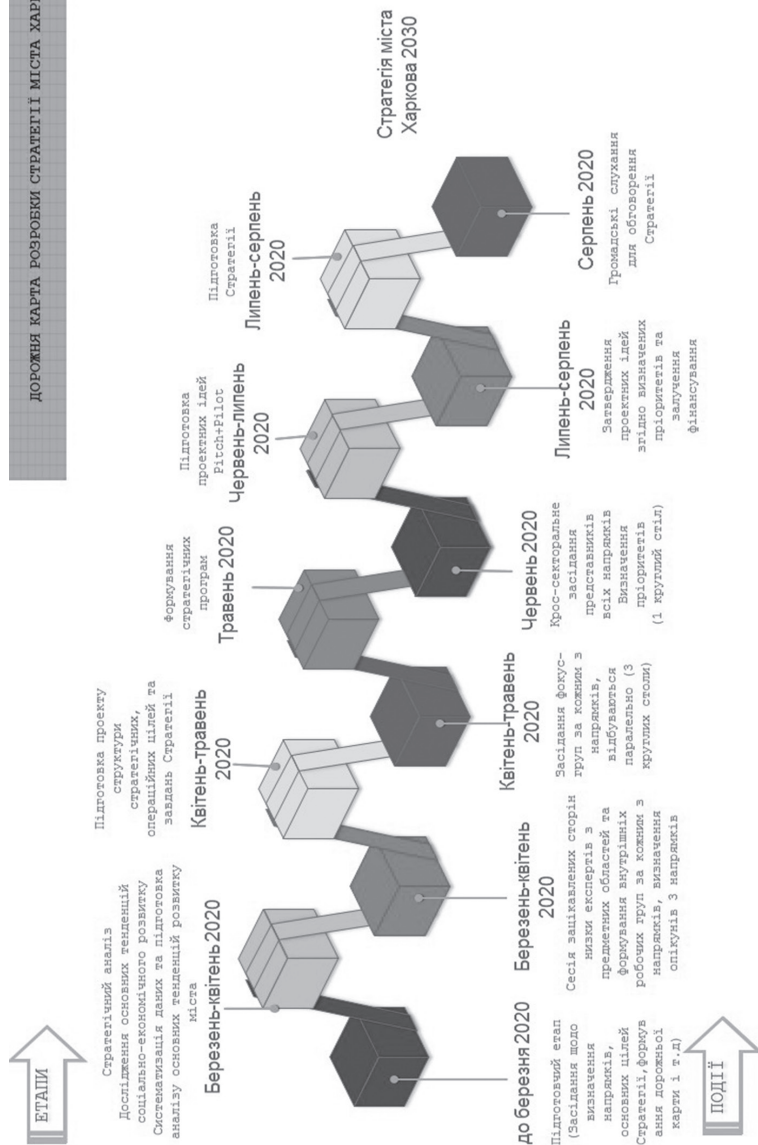 ДОРОЖНЯ КАРТА РОЗРОБКИ СТРАТЕГІЇ МІСТА
ЕТАПИ
Стратегічний аналіз
Дослідження основних тенденцій
соціально-економічного розвитку
Систематизація даних та підготовка
аналізу основних тенденцій розвитку
міста
Березень-квітень 2020
Підготовка проекту
структури
стратегічних,
операційних цілей та
завдань Стратегії
Квітень-травень
2020
Формування
стратегічних
програм
Травень 2020
Підготовка
проектних ідей
Pitch+Pilot
Червень-липень
2020
Підготовка
Стратегії
Липень-серпень
2020
Стратегія міста
Харкова 2030
ПОДІЇ
до березня 2020
Підготовчий етап
(Засідання щодо
визначення
напрямків,
основних цілей
Стратегії,формув
ання дорожньої
карти і т.д)
Березень-квітень
2020
Сесія зацікавлених сторін
низки експертів з
предметних областей та
формування внутрішніх
робочих груп за кожним з
напрямків, визначення
опікунів 3 напрямків
Квітень-травень
2020
Засідання фокус-
груп за кожним з
напрямків,
відбуваються
паралельно (3
круглих столи)
Червень 2020
Крос-секторальне
засідання
представників
всіх напрямків
Визначення
пріоритетів
(1 круглий стіл)
Липень-серпень
2020
Затвердження
проектних ідей
згідно визначених
пріоритетів та
залучення
фінансування
Серпень 2020
Громадські слухання
для обговорення
Стратегії